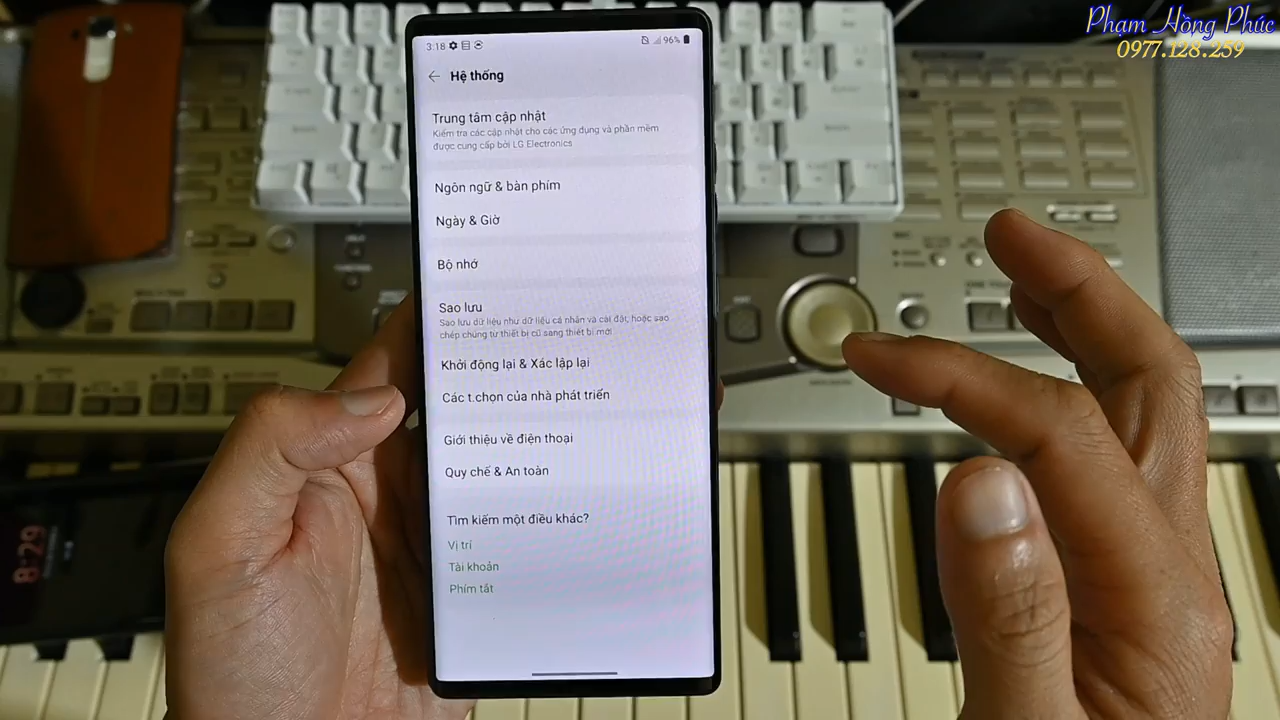 Phạm Hồng Phúc
0977.128.259
3:18
96%
Hệ thống
Trung tâm cập nhật
Kiểm tra các cập nhật cho các ứng dụng và phần mềm
được cung cấp bởi LG Electronics
Ngôn ngữ & bàn phím
Ngày & Giờ
Bộ nhớ
Sao lưu
Sao lưu dữ liệu như dữ liệu cá nhân và cài đặt, hoặc sao
chép chúng từ thiết bị cũ sang thiết bị mới
Khởi động lại & Xác lập lại
Các t.chọn của nhà phát triển
Giới thiệu về điện thoại
Quy chế & An toàn
Tìm kiếm một điều khác?
Vị trí
Tài khoản
Phím tắt
8:29